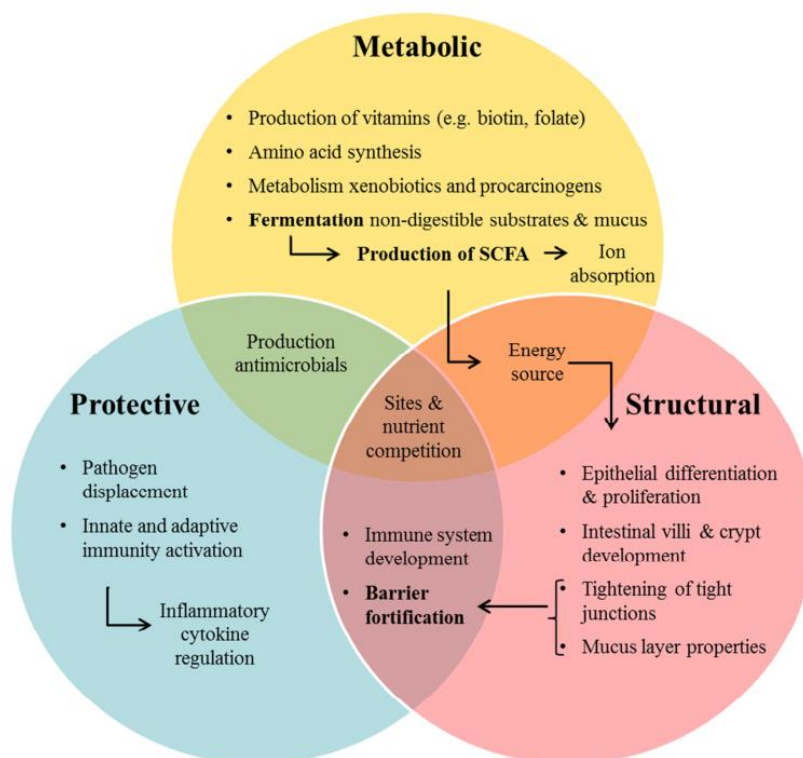 Metabolic
• Production of vitamins (e.g. biotin, folate)
• Amino acid synthesis
• Metabolism xenobiotics and procarcinogens
• Fermentation non-digestible substrates & mucus
Production of SCFA
Ion
absorption
Production
antimicrobials
Energy
source
Protective
Sites &
nutrient
competition
Structural
• Pathogen
displacement
• Innate and adaptive
immunity activation
Inflammatory
cytokine
regulation
• Immune system
development
• Barrier
fortification
• Epithelial differentiation
& proliferation
• Intestinal villi & crypt
development
• Tightening of tight
junctions
• Mucus layer properties